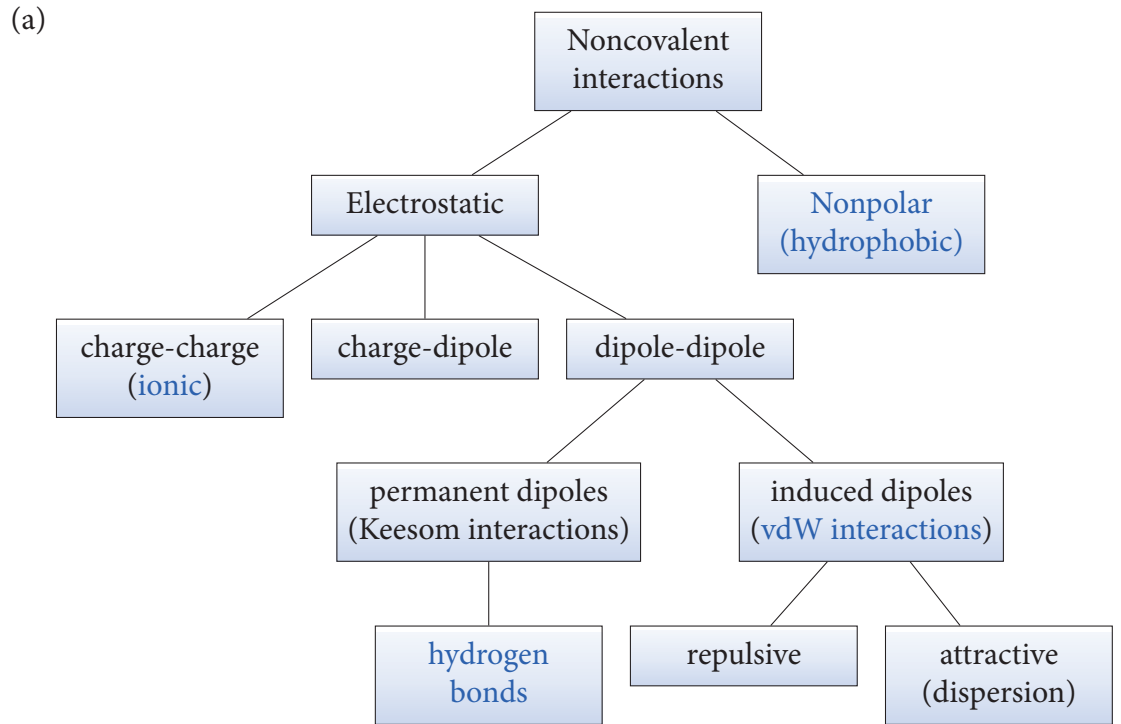 (a)
Noncovalent
interactions
Electrostatic
Nonpolar
(hydrophobic)
charge-charge
(ionic)
charge-dipole
dipole-dipole
permanent dipoles
(Keesom interactions)
induced dipoles
(vdW interactions)
hydrogen
bonds
repulsive
attractive
(dispersion)